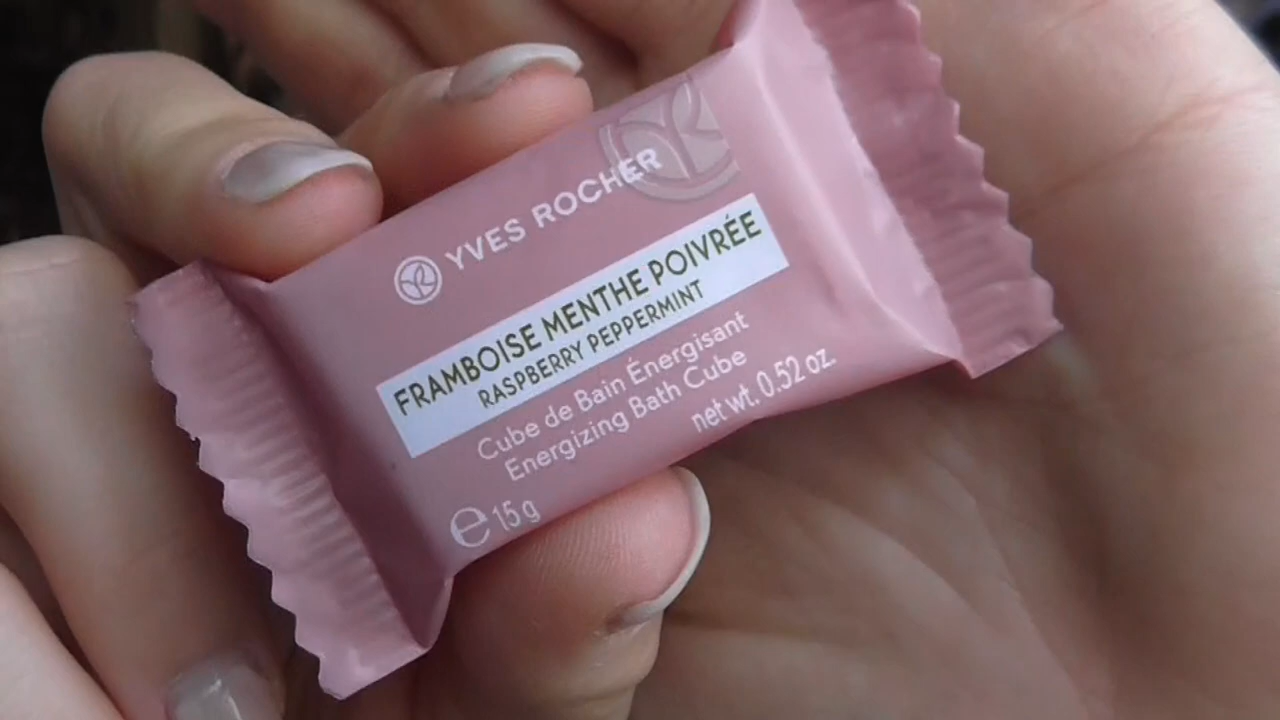 YVES ROCHER
FRAMBOISE MENTHE POIVRÉE
RASPBERRY PEPPERMINT
Cube de Bain Énergisant
Energizing Bath Cube
net wt. 0.52 oz.
℮ 15 g